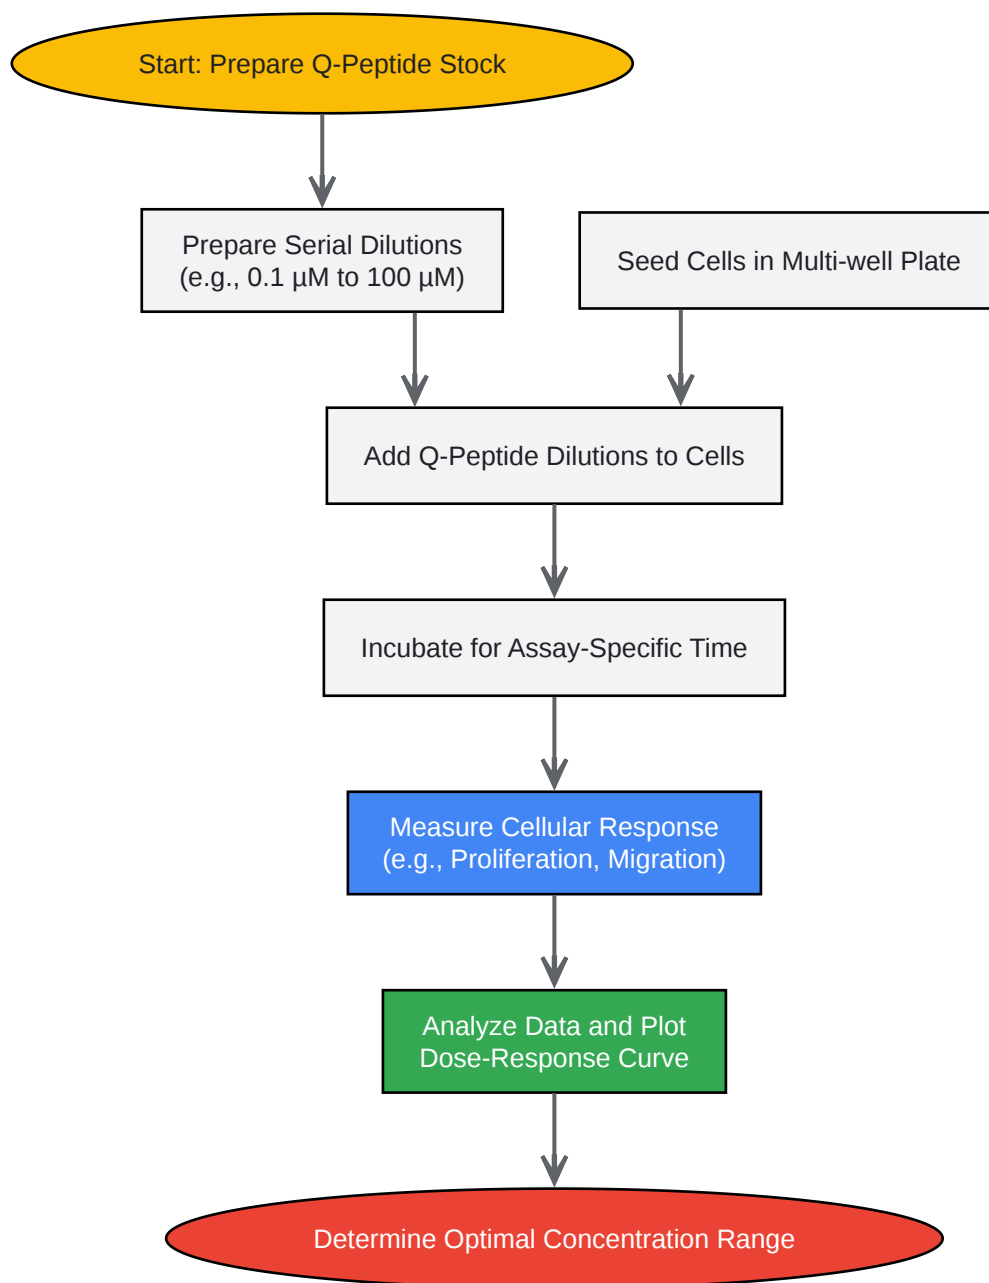 Start: Prepare Q-Peptide Stock
Prepare Serial Dilutions
(e.g., 0.1 µM to 100 µM)
Seed Cells in Multi-well Plate
Add Q-Peptide Dilutions to Cells
Incubate for Assay-Specific Time
Measure Cellular Response
(e.g., Proliferation, Migration)
Analyze Data and Plot
Dose-Response Curve
Determine Optimal Concentration Range